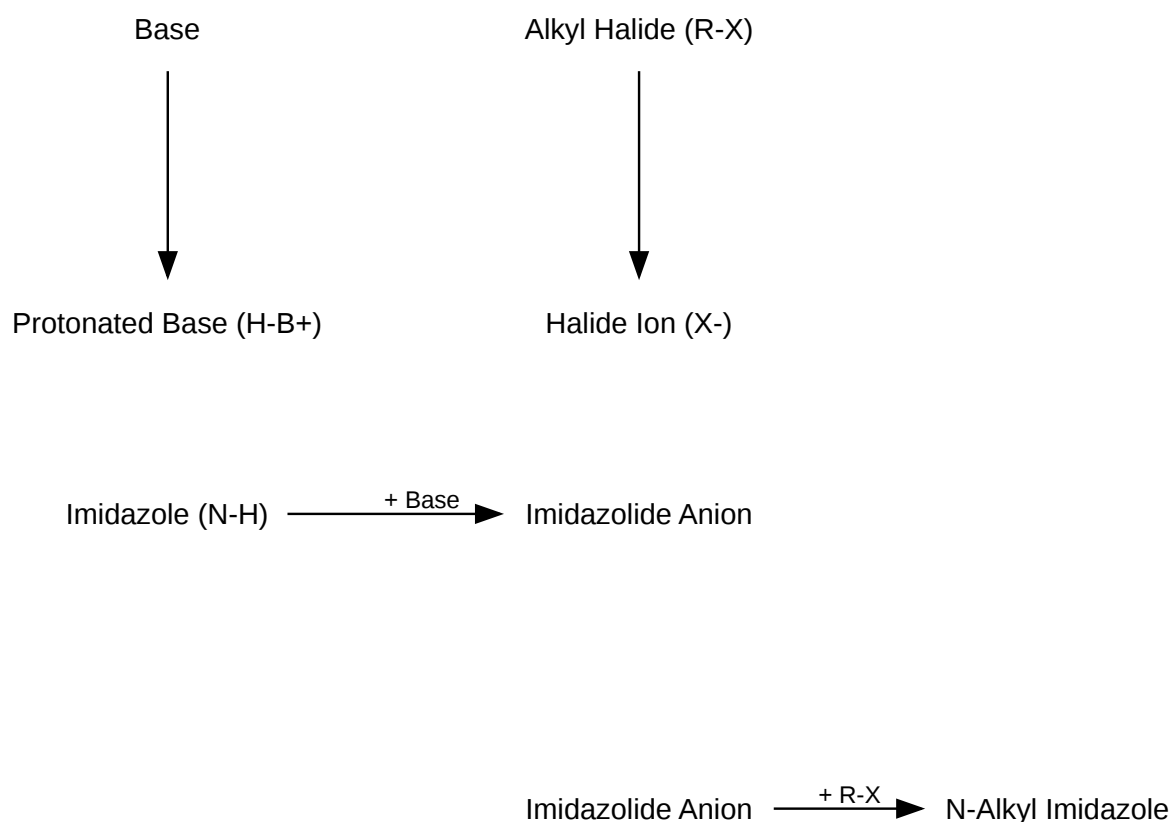 Base
Alkyl Halide (R-X)
Protonated Base (H-B+)
Halide Ion (X-)
Imidazole (N-H)
+ Base
Imidazolide Anion
Imidazolide Anion
+ R-X
N-Alkyl Imidazole